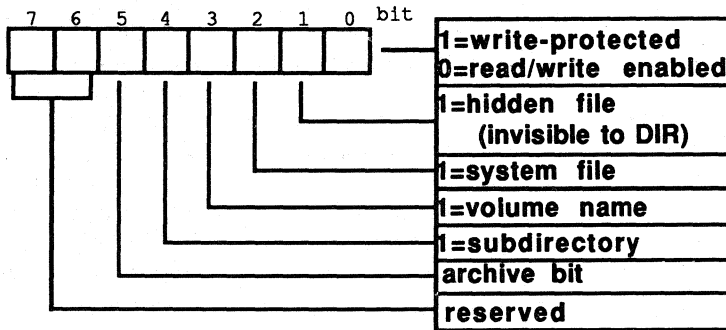 7 6 5 4 3 2 1 0 bit
1=write-protected
0=read/write enabled
1=hidden file
(invisible to DIR)
1=system file
1=volume name
1=subdirectory
archive bit
reserved